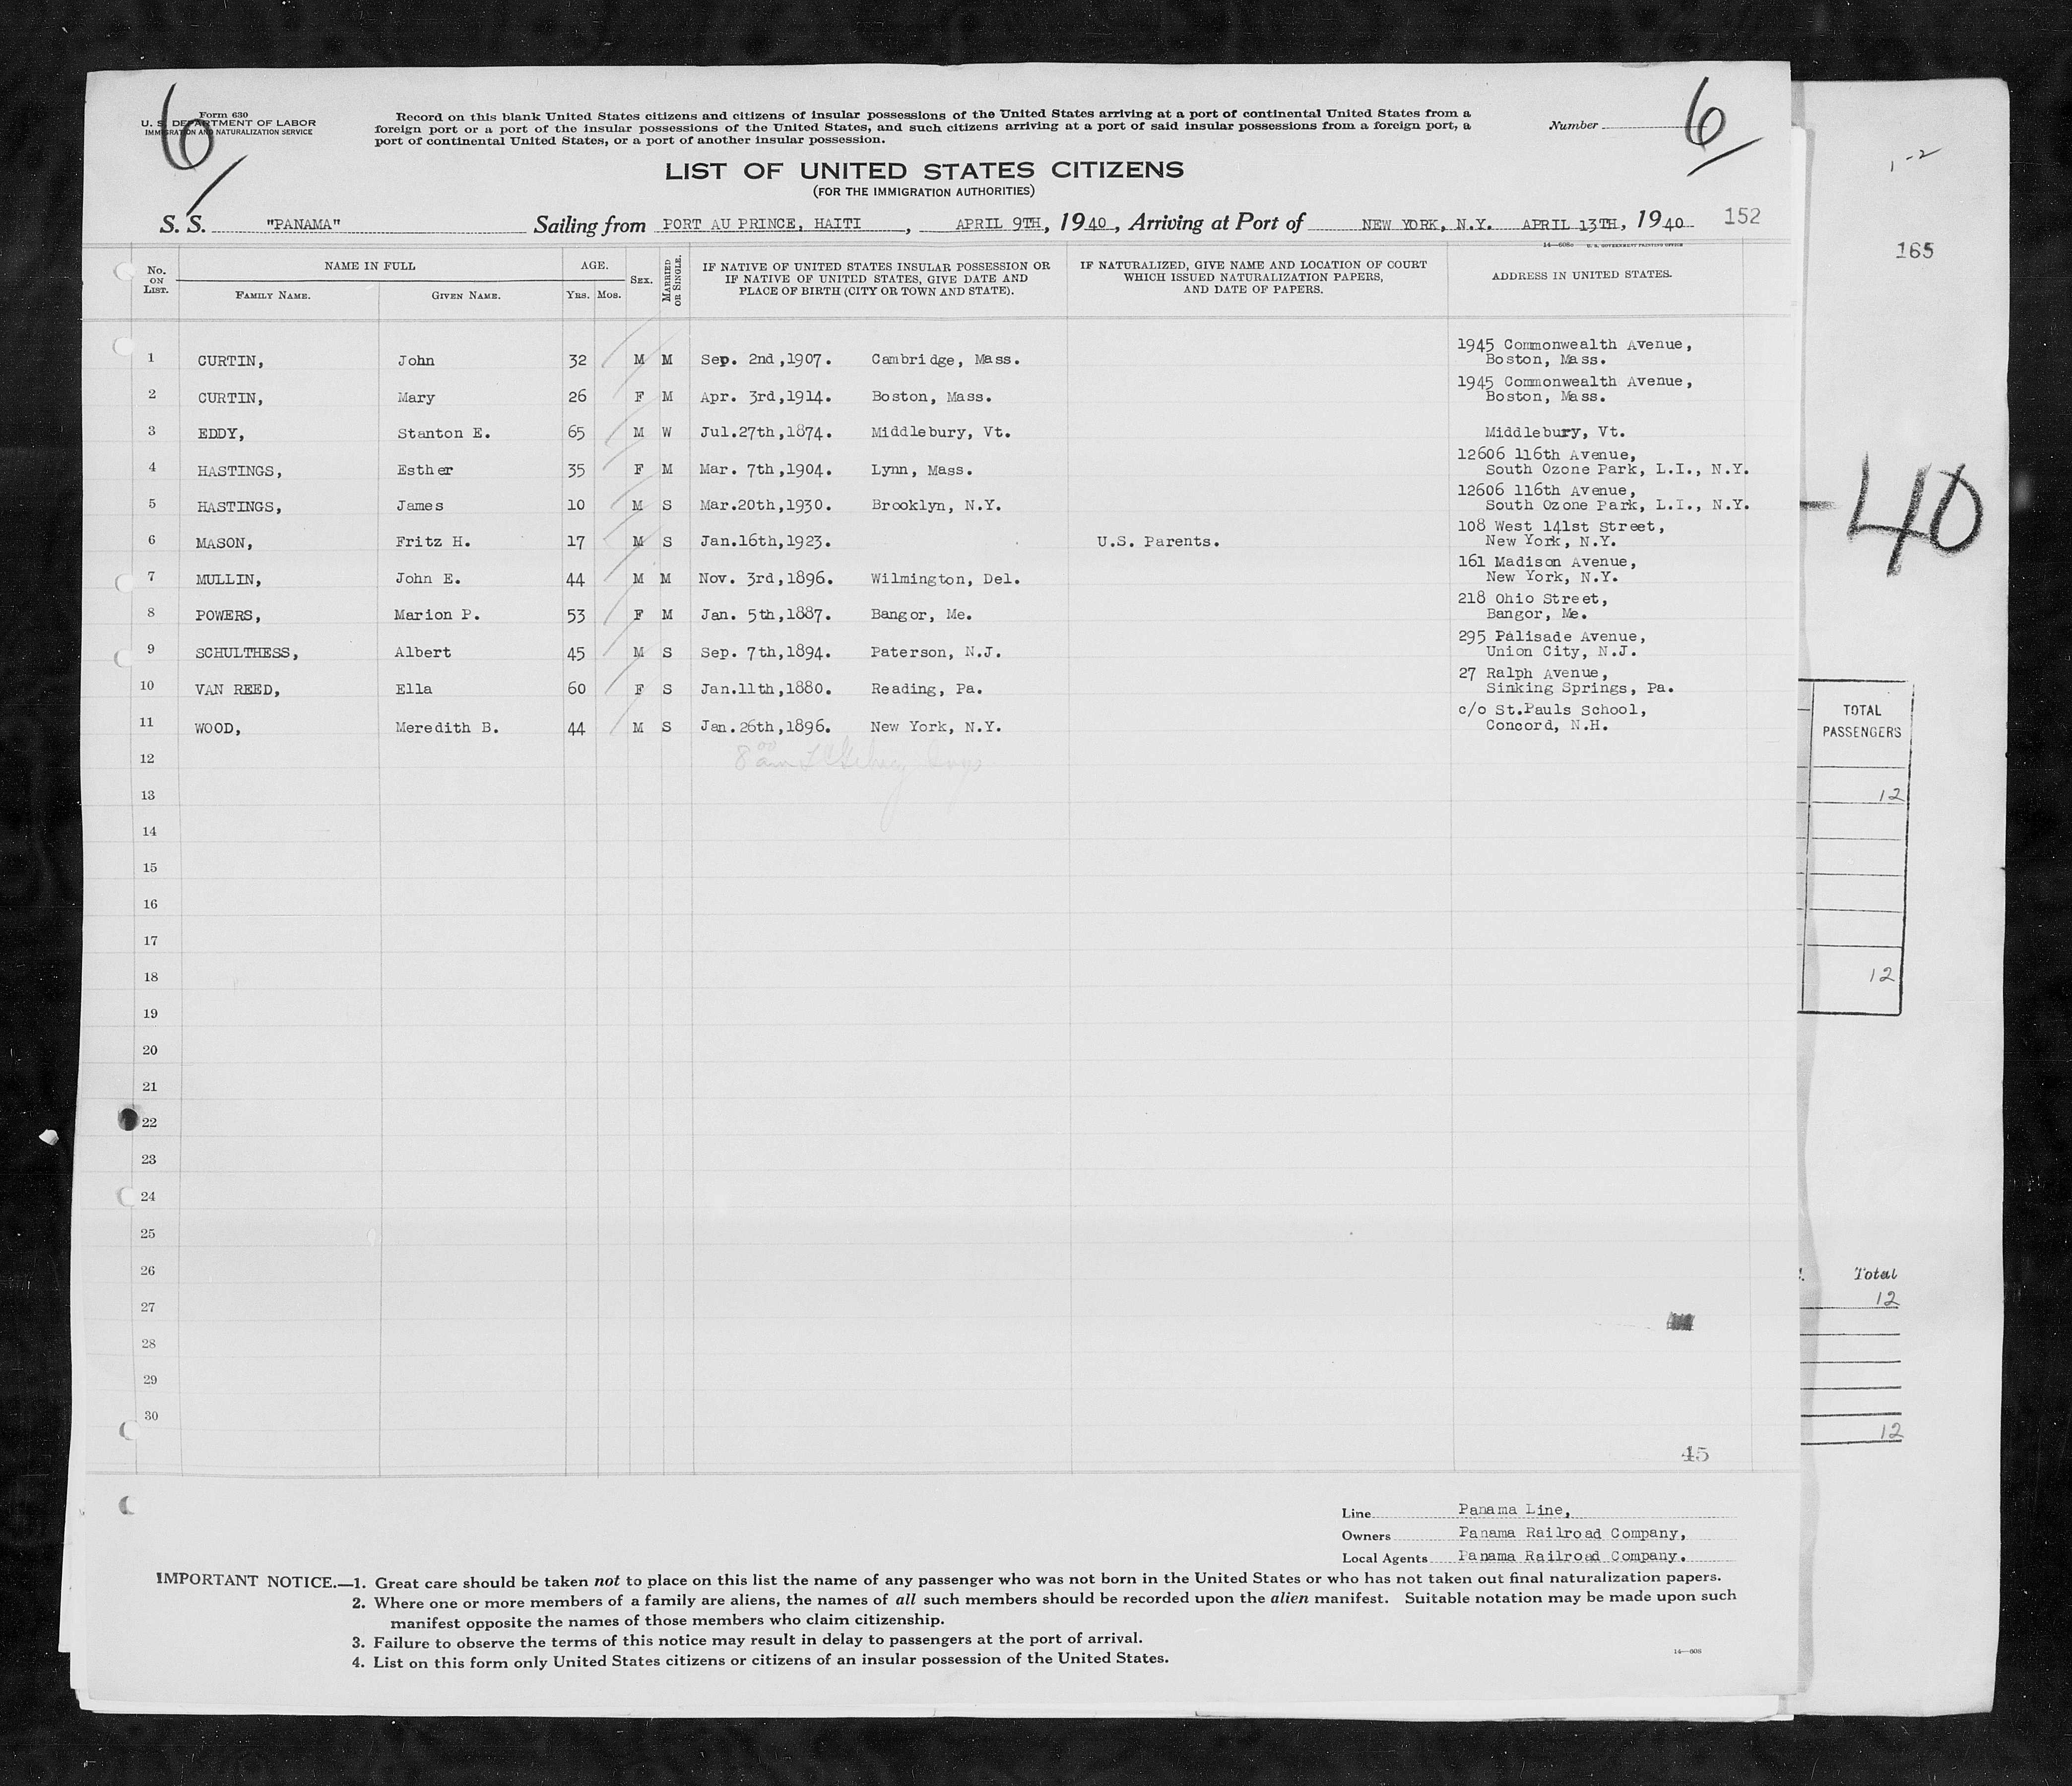 6
6
Form 630
U. S. DEPARTMENT OF LABOR
IMMIGRATION AND NATURALIZATION SERVICE
Record on this blank United States citizens and citizens of insular possessions of the United States arriving at a port of continental United States from a
foreign port or a port of the insular possessions of the United States, and such citizens arriving at a port of said insular possessions from a foreign port, a
port of continental United States, or a port of another insular possession.
Number
1-2
LIST OF UNITED STATES CITIZENS
(FOR THE IMMIGRATION AUTHORITIES)
S. S. "PANAMA" Sailing from PORT AU PRINCE, HAITI, APRIL 9TH, 1940, Arriving at Port of NEW YORK, N.Y. APRIL 13TH, 1940 152
14—608c U. S. GOVERNMENT PRINTING OFFICE
165
No. ON LIST.
NAME IN FULL
FAMILY NAME.
GIVEN NAME.
AGE.
YRS. MOS.
SEX.
MARRIED OR SINGLE.
IF NATIVE OF UNITED STATES INSULAR POSSESSION OR
IF NATIVE OF UNITED STATES, GIVE DATE AND
PLACE OF BIRTH (CITY OR TOWN AND STATE).
IF NATURALIZED, GIVE NAME AND LOCATION OF COURT
WHICH ISSUED NATURALIZATION PAPERS,
AND DATE OF PAPERS.
ADDRESS IN UNITED STATES.
1 CURTIN, John 32 M M Sep. 2nd,1907. Cambridge, Mass. 1945 Commonwealth Avenue,
Boston, Mass.
2 CURTIN, Mary 26 F M Apr. 3rd,1914. Boston, Mass. 1945 Commonwealth Avenue,
Boston, Mass.
3 EDDY, Stanton E. 65 M W Jul.27th,1874. Middlebury, Vt. Middlebury, Vt.
4 HASTINGS, Esther 35 F M Mar. 7th,1904. Lynn, Mass. 12606 116th Avenue,
South Ozone Park, L.I., N.Y.
5 HASTINGS, James 10 M S Mar.20th,1930. Brooklyn, N.Y. 12606 116th Avenue,
South Ozone Park, L.I., N.Y.
6 MASON, Fritz H. 17 M S Jan.16th,1923. U.S. Parents. 108 West 141st Street,
New York, N.Y.
7 MULLIN, John E. 44 M M Nov. 3rd,1896. Wilmington, Del. 161 Madison Avenue,
New York, N.Y.
8 POWERS, Marion P. 53 F M Jan. 5th,1887. Bangor, Me. 218 Ohio Street,
Bangor, Me.
9 SCHULTHESS, Albert 45 M S Sep. 7th,1894. Paterson, N.J. 295 Palisade Avenue,
Union City, N.J.
10 VAN REED, Ella 60 F S Jan.11th,1880. Reading, Pa. 27 Ralph Avenue,
Sinking Springs, Pa.
11 WOOD, Meredith B. 44 M S Jan.26th,1896. New York, N.Y. c/o St.Pauls School,
Concord, N.H.
12
13
14
15
16
17
18
19
20
21
22
23
24
25
26
27
28
29
30
45
-40
TOTAL
PASSENGERS
12
12
Total
12
12
Line Panama Line,
Owners Panama Railroad Company,
Local Agents Panama Railroad Company.
IMPORTANT NOTICE.—1. Great care should be taken not to place on this list the name of any passenger who was not born in the United States or who has not taken out final naturalization papers.
2. Where one or more members of a family are aliens, the names of all such members should be recorded upon the alien manifest. Suitable notation may be made upon such
manifest opposite the names of those members who claim citizenship.
3. Failure to observe the terms of this notice may result in delay to passengers at the port of arrival.
4. List on this form only United States citizens or citizens of an insular possession of the United States.
14—608